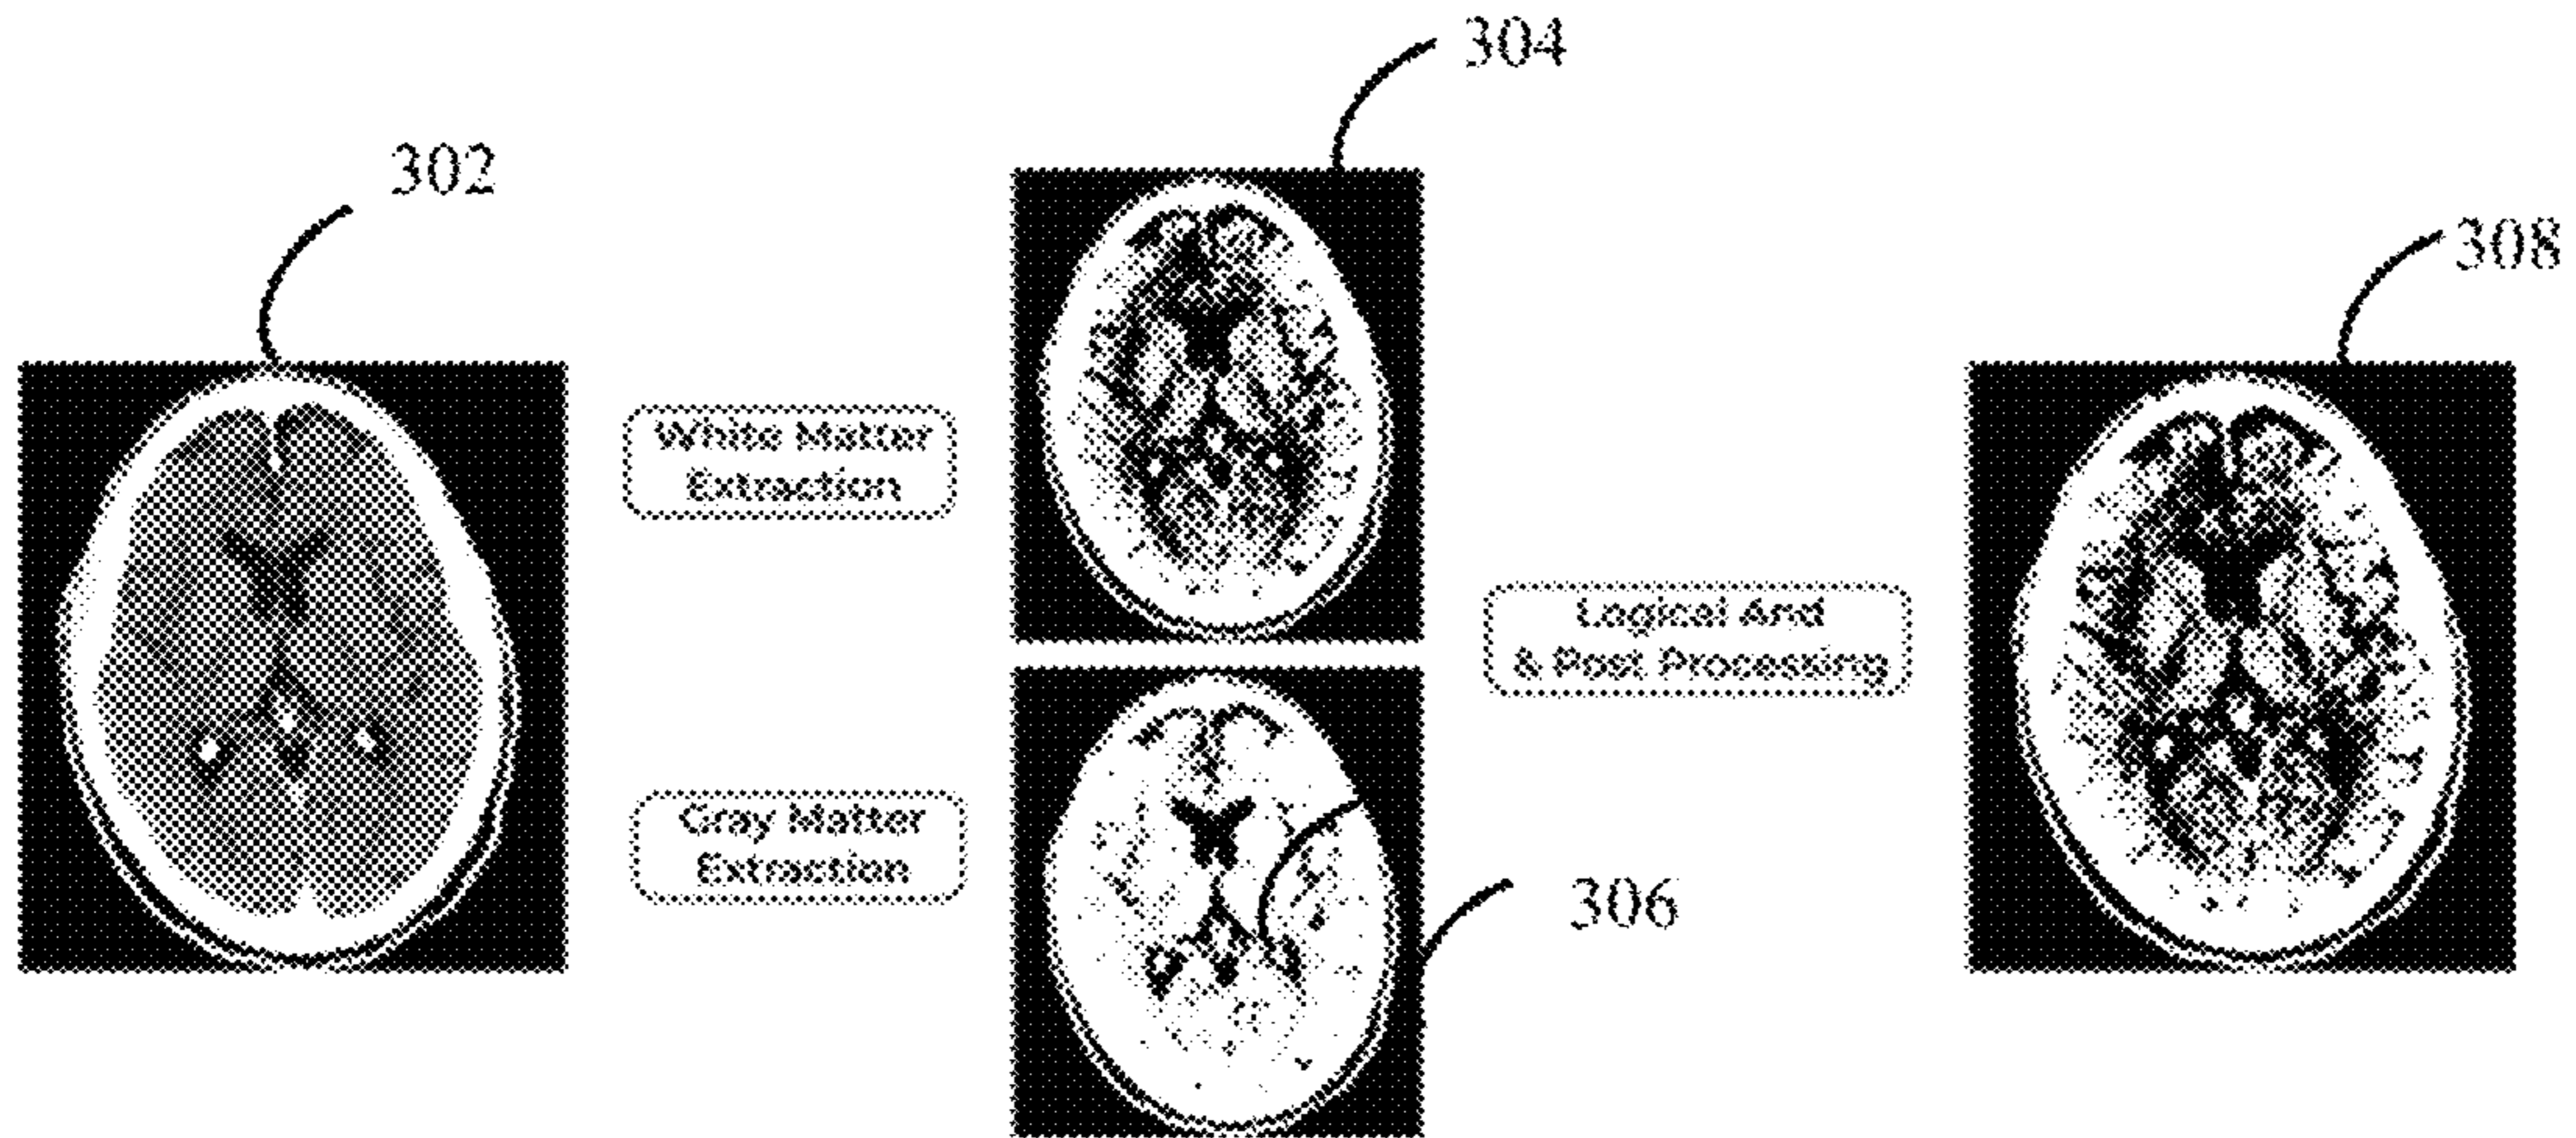 304
302
308
White Matter
Extraction
Logical And
& Post Processing
Gray Matter
Extraction
306